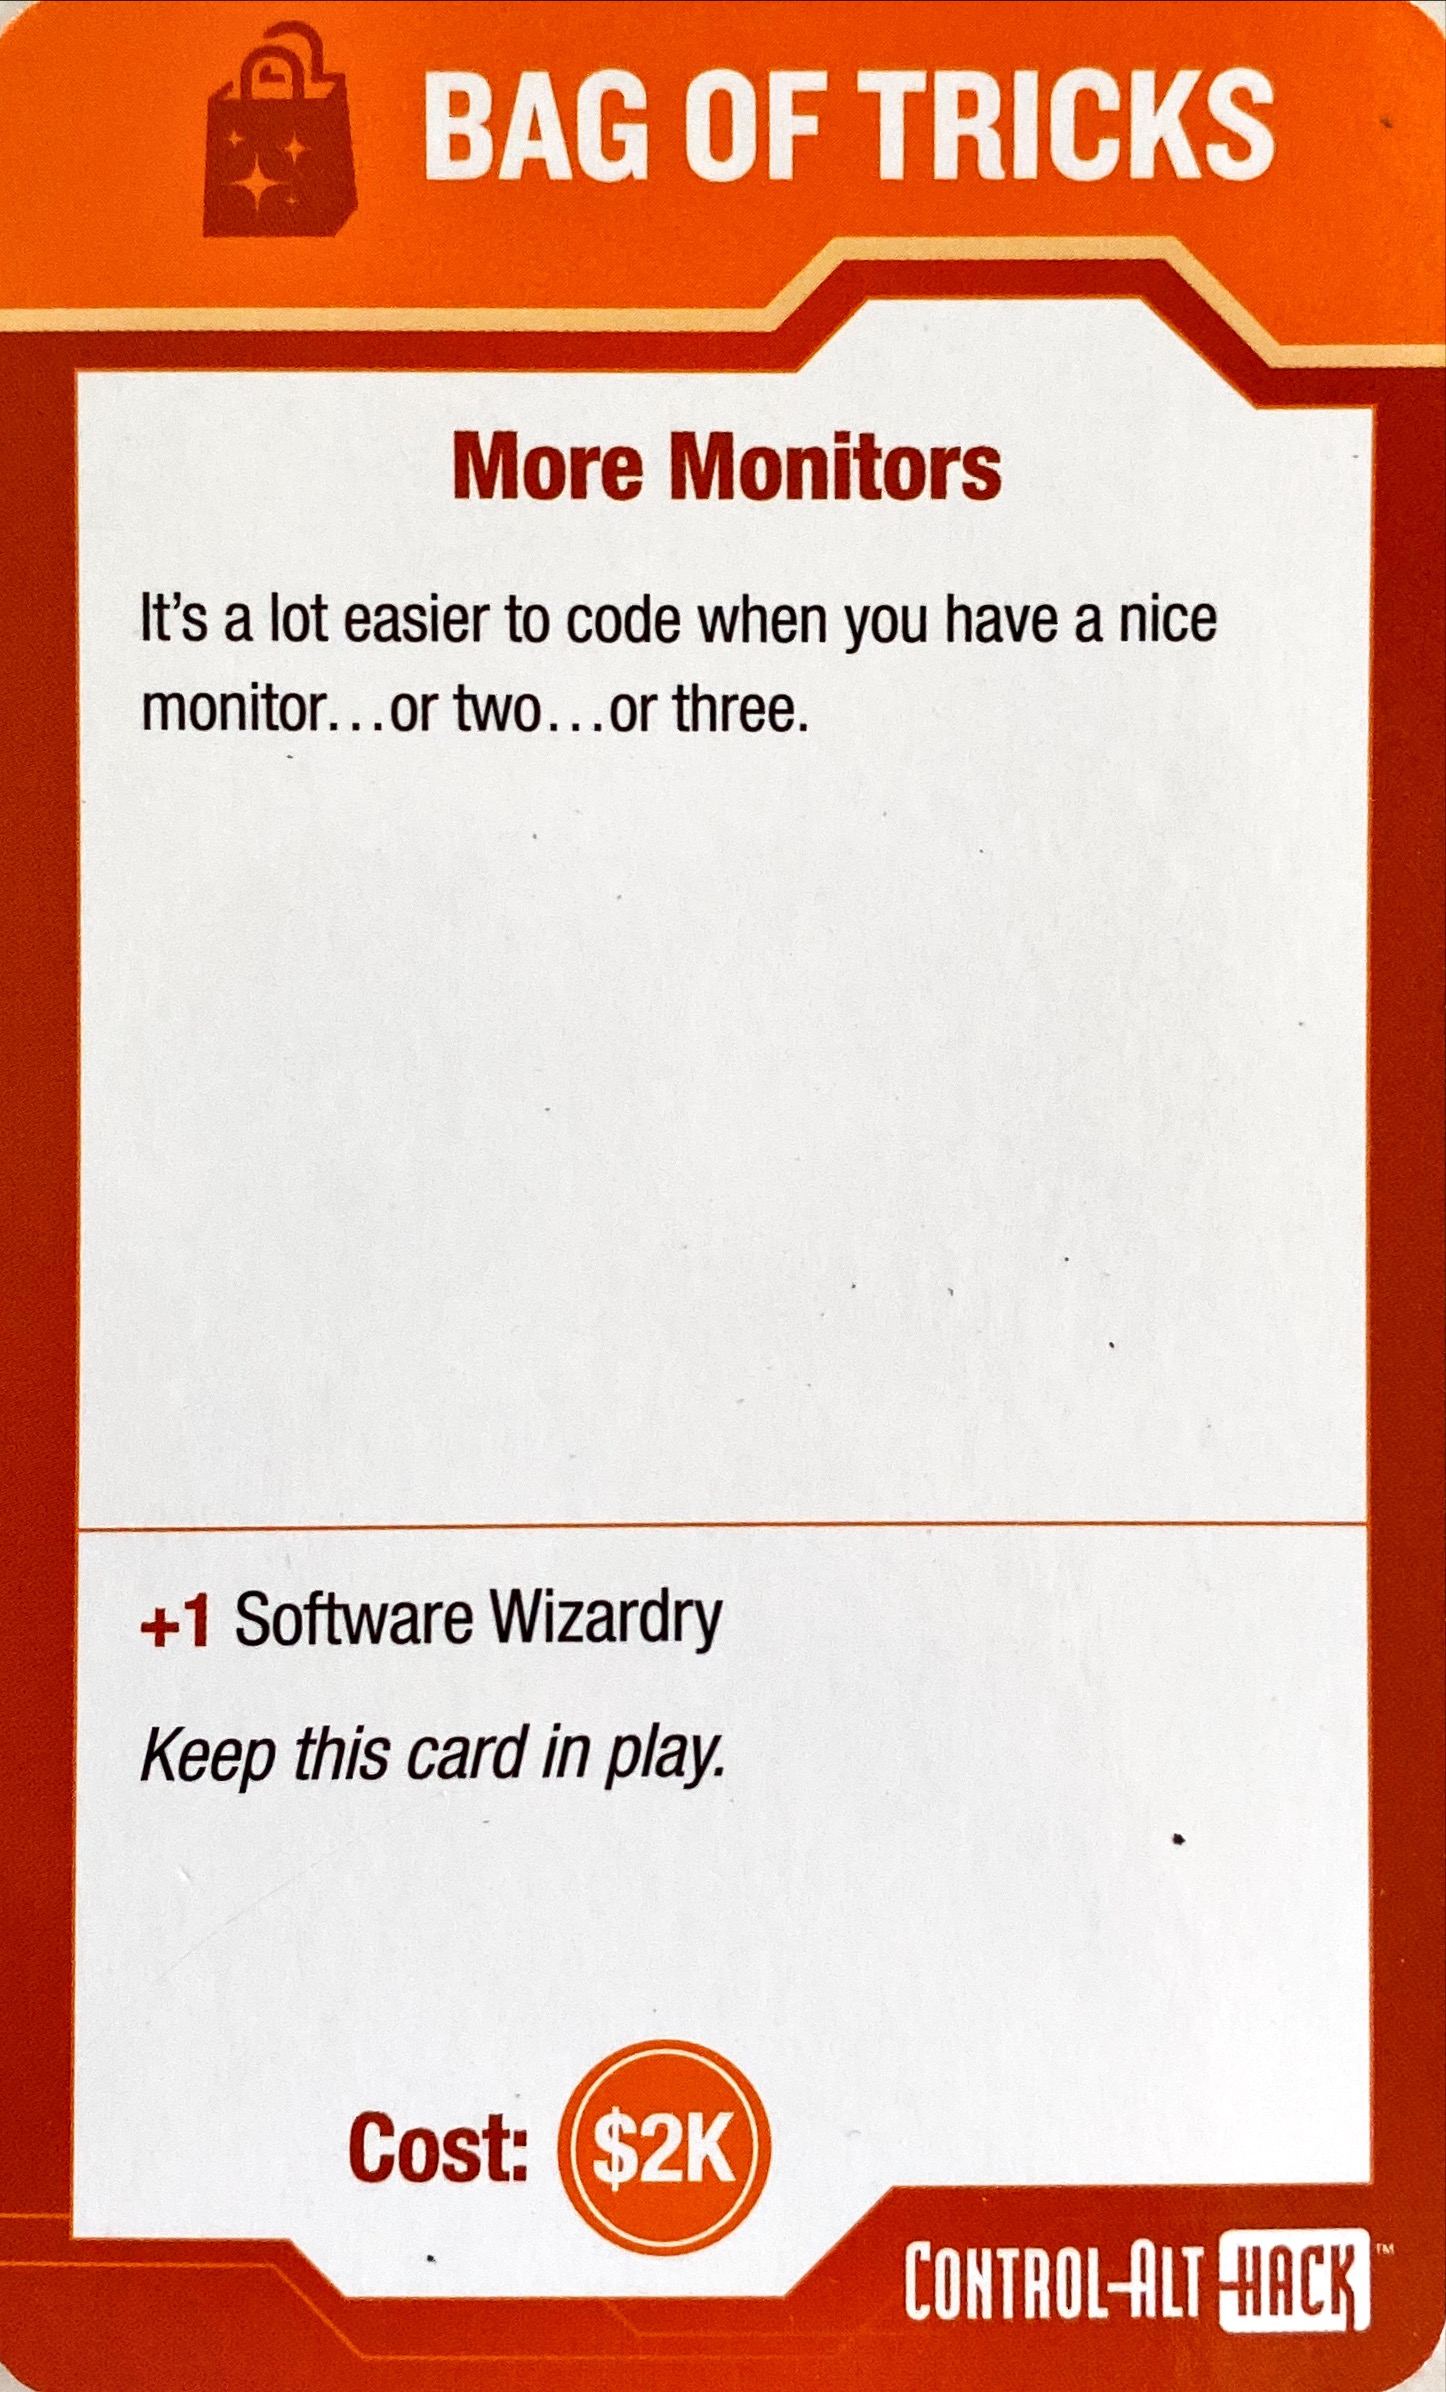 BAG OF TRICKS
More Monitors
It's a lot easier to code when you have a nice
monitor...or two...or three.
+1 Software Wizardry
Keep this card in play.
Cost: $2K
CONTROL-ALT-HACK™